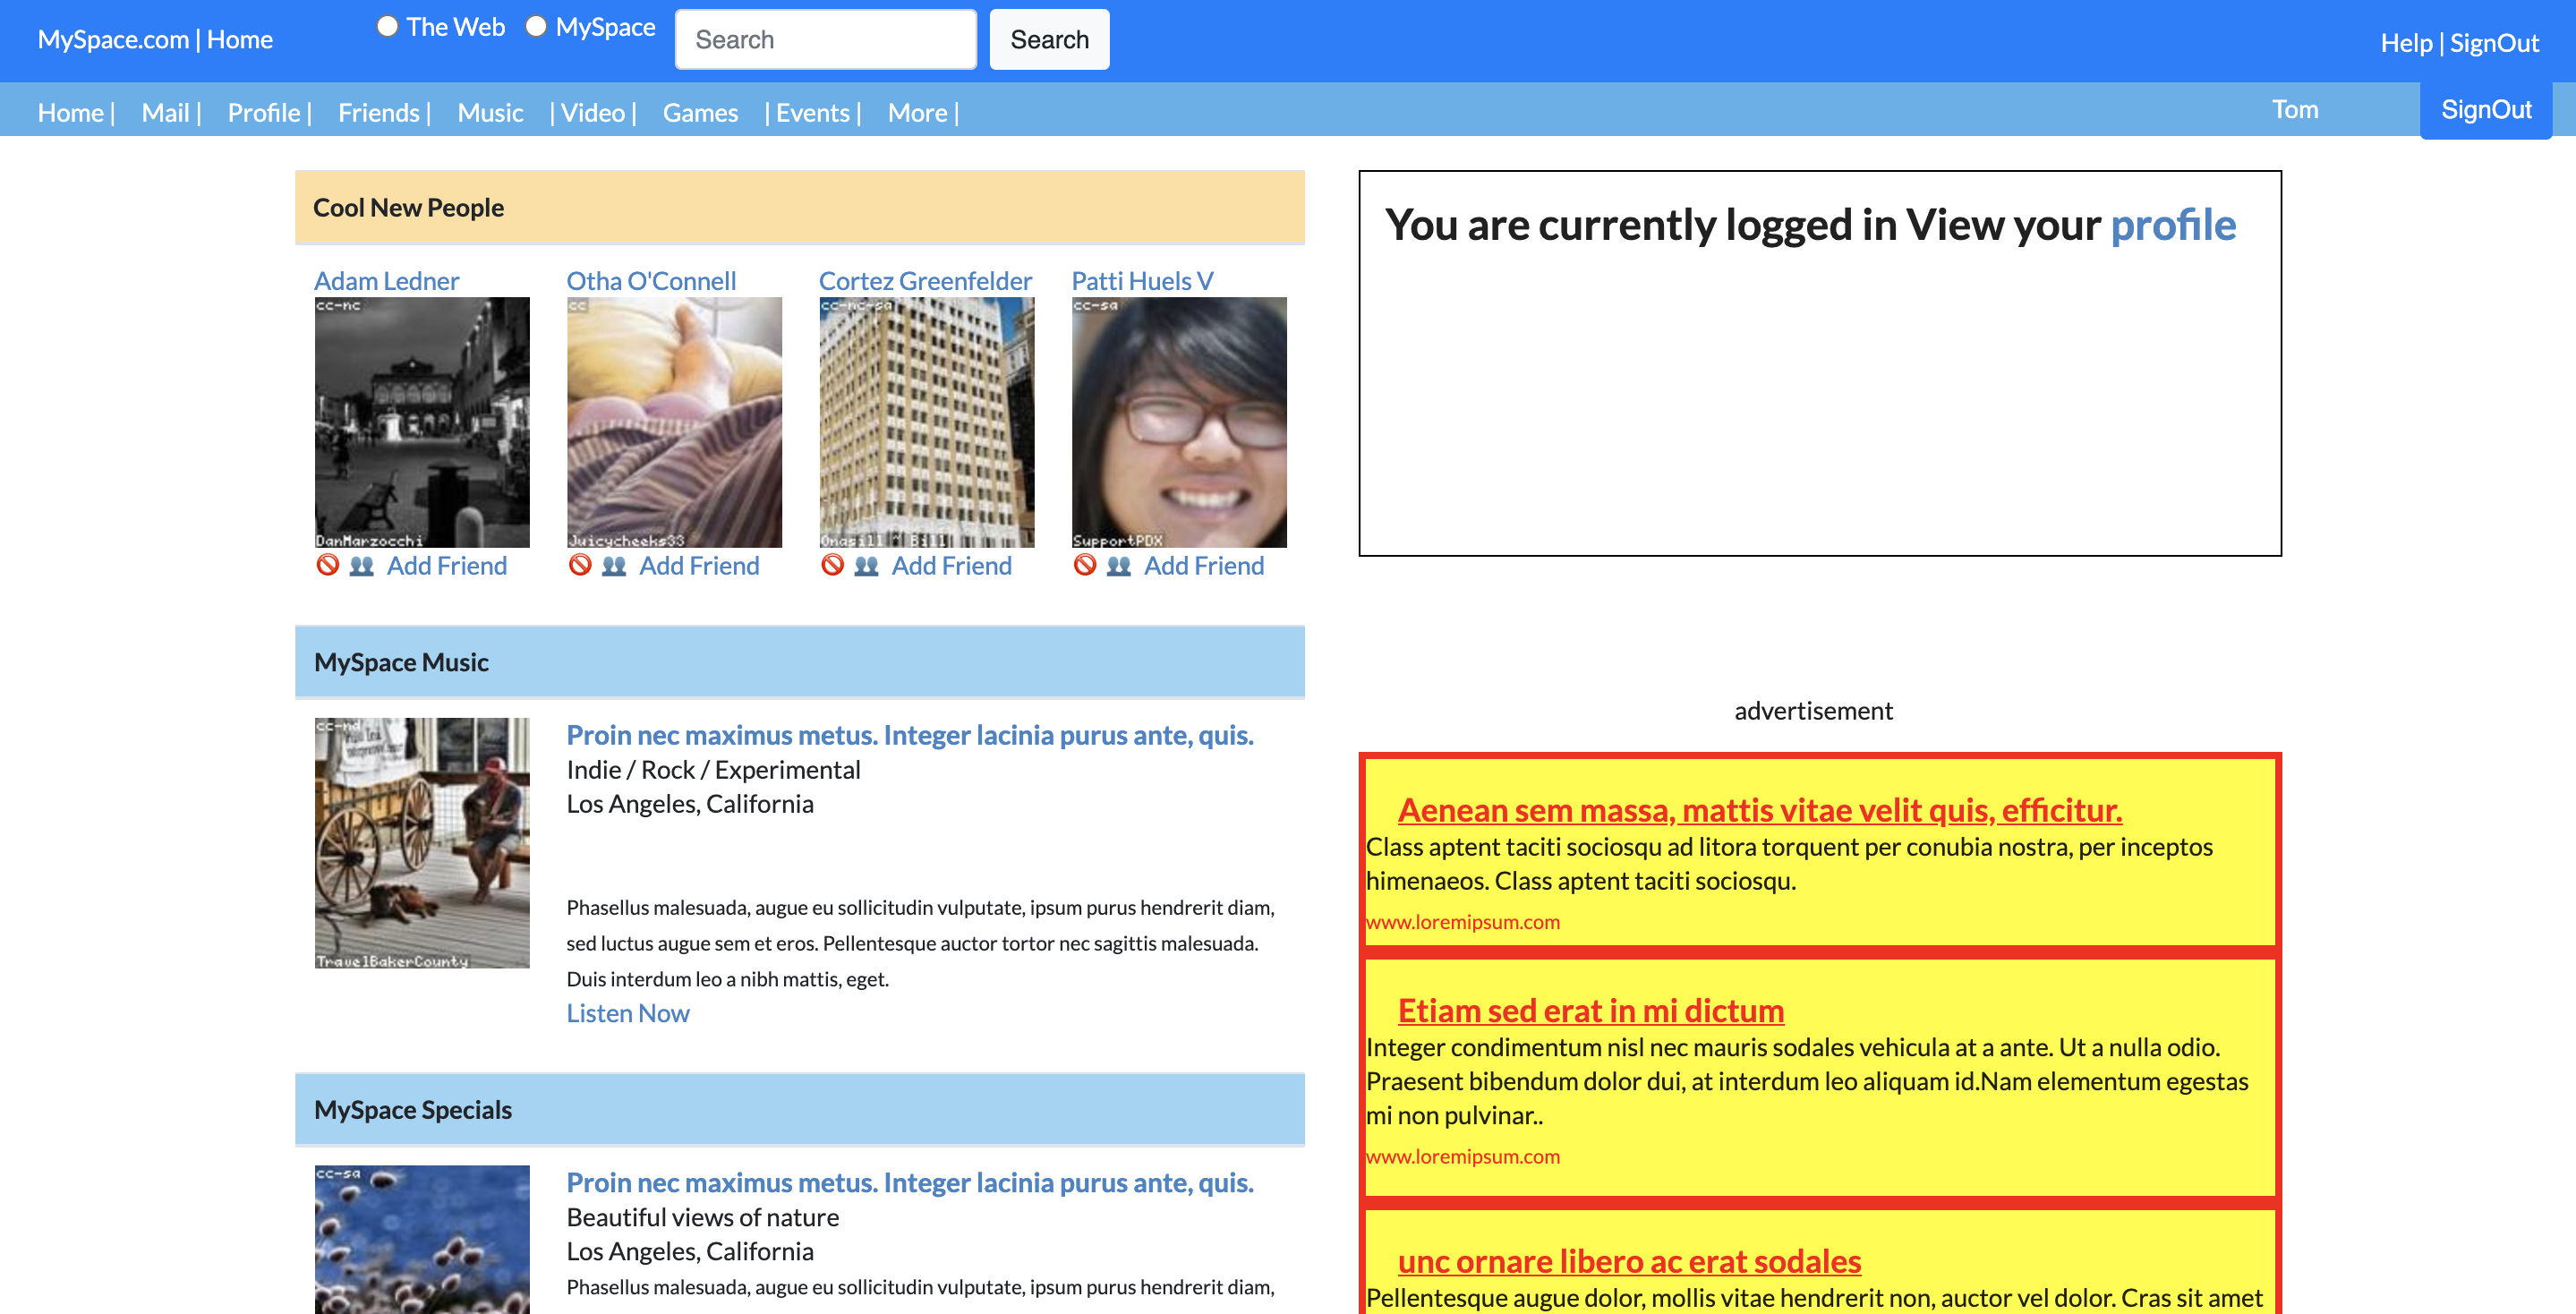 MySpace.com | Home
The Web
MySpace
Search
Search
Help | SignOut
Home |
Mail |
Profile |
Friends |
Music
| Video |
Games
| Events |
More |
Tom
SignOut
Cool New People
Adam Ledner
Otha O'Connell
Cortez Greenfelder
Patti Huels V
cc-nc
cc
cc-nc-sa
cc-sa
DanMarzocchi
Juicycheeks33
Onasill ~ Bill
SupportPDX
Add Friend
Add Friend
Add Friend
Add Friend
MySpace Music
cc-nd
TravelBakerCounty
Proin nec maximus metus. Integer lacinia purus ante, quis.
Indie / Rock / Experimental
Los Angeles, California
Phasellus malesuada, augue eu sollicitudin vulputate, ipsum purus hendrerit diam,
sed luctus augue sem et eros. Pellentesque auctor tortor nec sagittis malesuada.
Duis interdum leo a nibh mattis, eget.
Listen Now
MySpace Specials
cc-sa
Proin nec maximus metus. Integer lacinia purus ante, quis.
Beautiful views of nature
Los Angeles, California
Phasellus malesuada, augue eu sollicitudin vulputate, ipsum purus hendrerit diam,
You are currently logged in View your profile
advertisement
Aenean sem massa, mattis vitae velit quis, efficitur.
Class aptent taciti sociosqu ad litora torquent per conubia nostra, per inceptos
himenaeos. Class aptent taciti sociosqu.
www.loremipsum.com
Etiam sed erat in mi dictum
Integer condimentum nisl nec mauris sodales vehicula at a ante. Ut a nulla odio.
Praesent bibendum dolor dui, at interdum leo aliquam id.Nam elementum egestas
mi non pulvinar..
www.loremipsum.com
unc ornare libero ac erat sodales
Pellentesque augue dolor, mollis vitae hendrerit non, auctor vel dolor. Cras sit amet